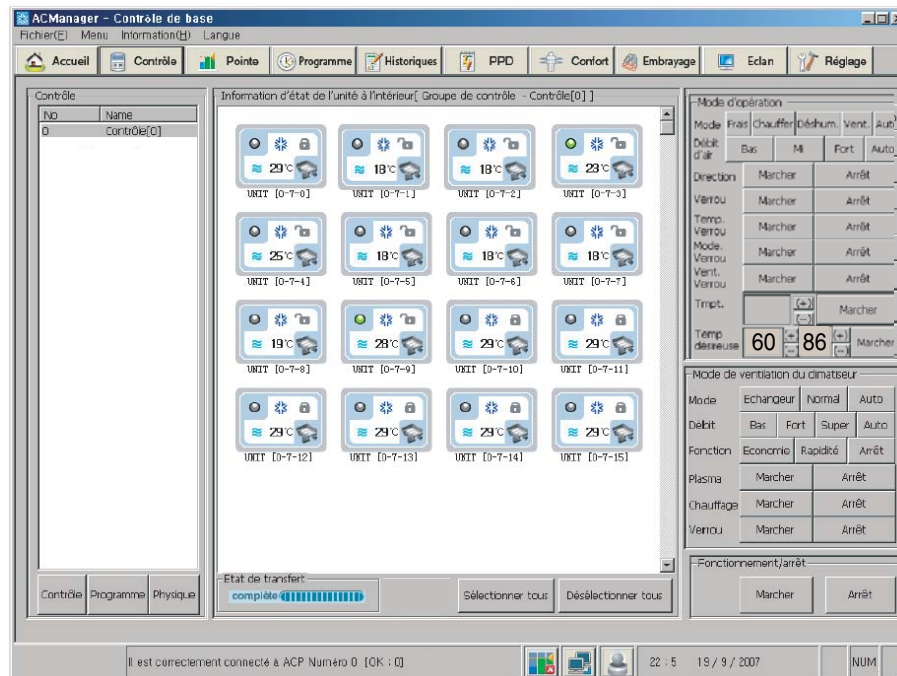 ACManager - Contrôle de base
Fichier(E) Menu Information(H) Langue
Accueil Contrôle Pointe Programme Historiques PPD Confort Embrayage Eclan Réglage
Contrôle
No Name
0 Contrôle[0]
Contrôle Programme Physique
Information d'état de l'unité à l'intérieur[ Groupe de contrôle - Contrôle[0] ]
29°C 18°C 18°C 23°C
UNIT [0-7-0] UNIT [0-7-1] UNIT [0-7-2] UNIT [0-7-3]
25°C 18°C 18°C 18°C
UNIT [0-7-4] UNIT [0-7-5] UNIT [0-7-6] UNIT [0-7-7]
19°C 28°C 29°C 29°C
UNIT [0-7-8] UNIT [0-7-9] UNIT [0-7-10] UNIT [0-7-11]
29°C 29°C 29°C 29°C
UNIT [0-7-12] UNIT [0-7-13] UNIT [0-7-14] UNIT [0-7-15]
Etat de transfert
complète
Sélectionner tous Désélectionner tous
Mode d'opération
Mode Frais Chauffer Déshum. Vent. Aut
Débit d'air Bas Mi Fort Auto
Direction Marcher Arrêt
Verrou Marcher Arrêt
Temp. Verrou Marcher Arrêt
Mode. Verrou Marcher Arrêt
Vent. Verrou Marcher Arrêt
Tmpt. (+) (-) Marcher
Temp désireuse 60 (+) (-) 86 (+) (-) Marcher
Mode de ventilation du climatiseur
Mode Echangeur Normal Auto
Débit Bas Fort Super Auto
Fonction Economie Rapidité Arrêt
Plasma Marcher Arrêt
Chauffage Marcher Arrêt
Verrou Marcher Arrêt
Fonctionnement/arrêt
Marcher Arrêt
Il est correctement connecté à ACP Numéro 0 [OK : 0]
22 : 5 19 / 9 / 2007 NUM